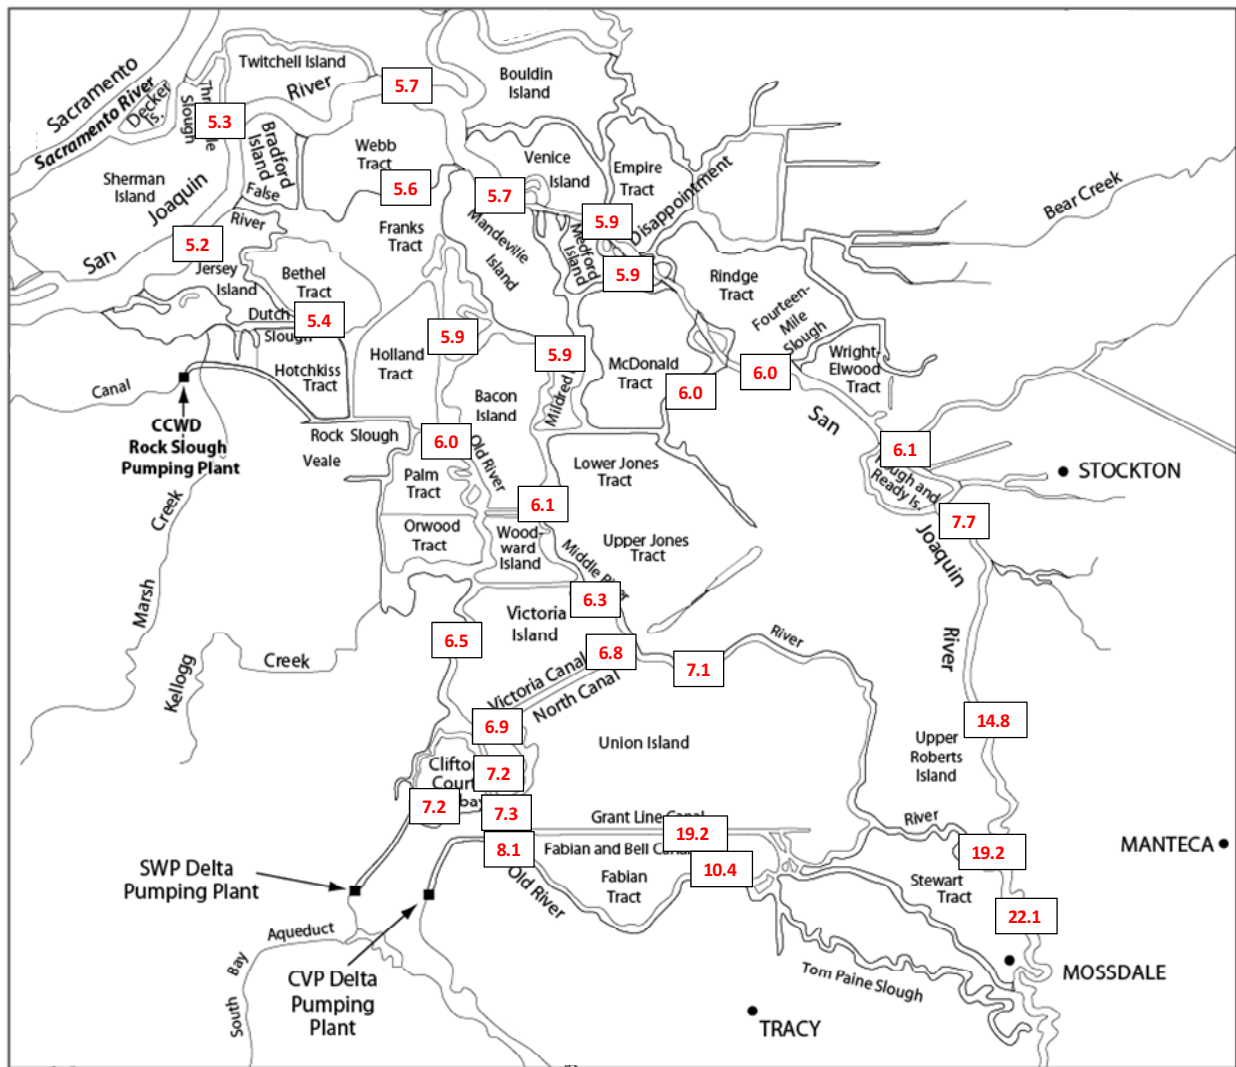 Sacramento
Sacramento River
Decker
Is.
Slough
Twitchell Island
River
5.7
5.3
Bouldin
Island
Bradford
Island
Webb
Tract
5.6
Venice
Island
5.7
Empire
Tract
5.9
Disappointment
Sherman
Island
San
Joaquin
False
River
5.2
Franks
Tract
Mandeville
Island
Medford
Island
5.9
Bear Creek
Jersey
Island
Bethel
Tract
Dutch
Slough
5.4
Rindge
Tract
Fourteen-
Mile
Slough
Wright-
Elwood
Tract
Holland
Tract
5.9
5.9
McDonald
Tract
6.0
6.0
Hotchkiss
Tract
Canal
CCWD
Rock Slough
Pumping Plant
Bacon
Island
San
Rock Slough
Veale
6.0
Old River
Palm
Tract
Lower Jones
Tract
6.1
Ready Is.
STOCKTON
6.1
7.7
Joaquin
River
Creek
Marsh
Orwood
Tract
Wood-
ward
Island
Middle River
Upper Jones
Tract
6.3
Victoria
Island
6.5
6.8
7.1
River
Kellogg
Creek
Victoria Canal
North Canal
6.9
Union Island
14.8
Upper
Roberts
Island
Clifton
Court
7.2
7.2
7.3
Grant Line Canal
19.2
River
19.2
MANTECA
8.1
Fabian and Bell Canal
10.4
Fabian
Tract
Old River
Stewart
Tract
22.1
SWP Delta
Pumping Plant
Aqueduct
Bay
South
CVP Delta
Pumping
Plant
Tom Paine Slough
MOSSDALE
TRACY